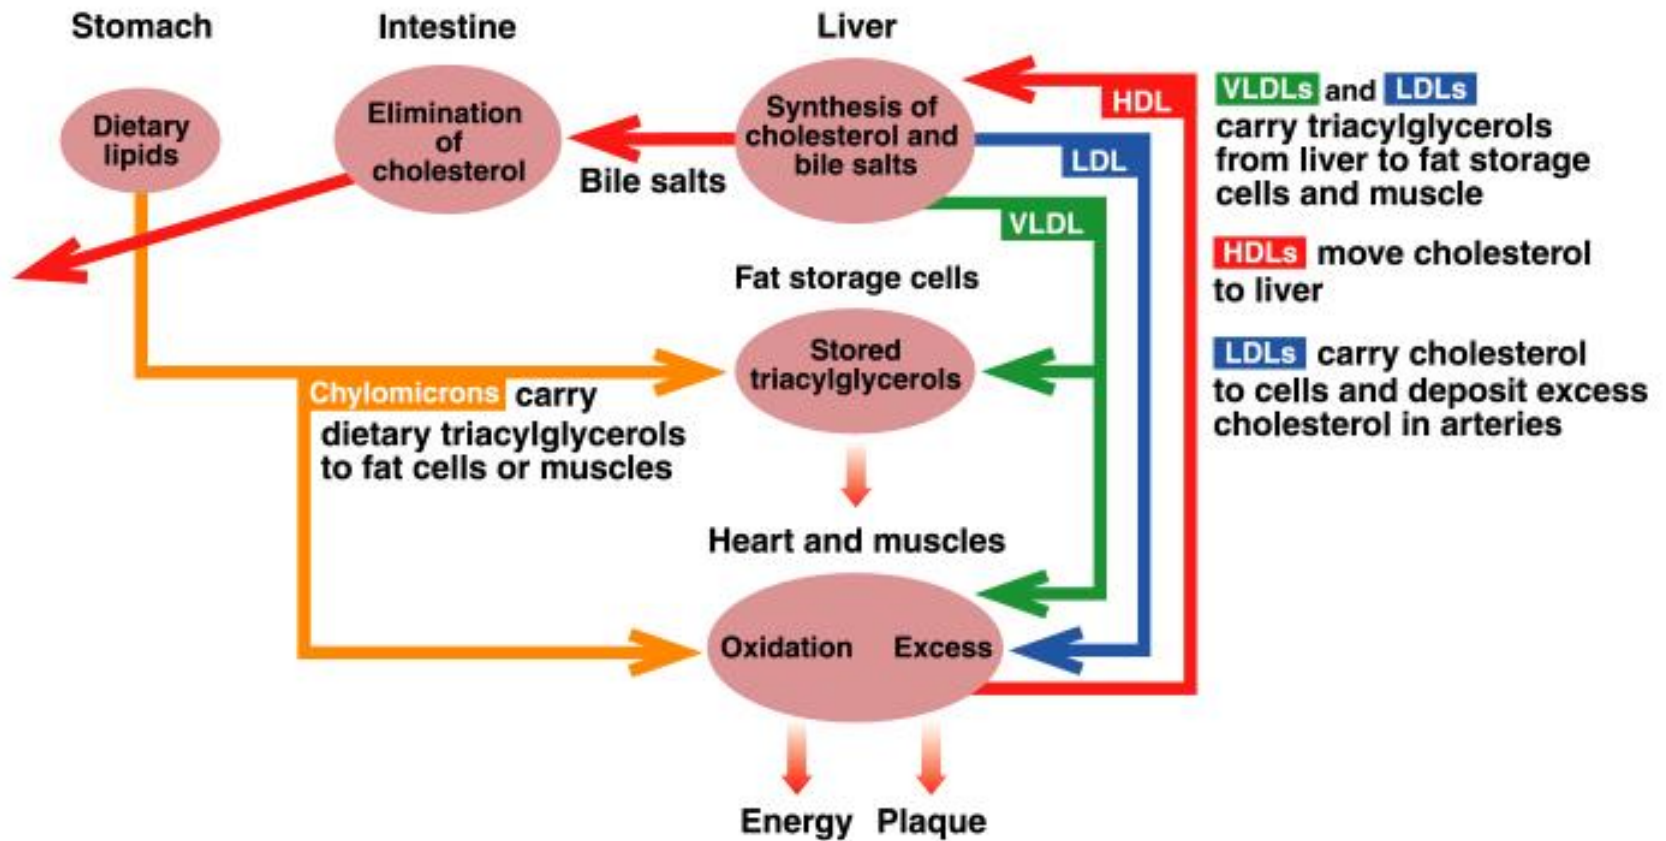 Stomach
Intestine
Liver
Dietary
lipids
Elimination
of
cholesterol
Bile salts
Synthesis of
cholesterol and
bile salts
HDL
LDL
VLDL
VLDLs and LDLs
carry triacylglycerols
from liver to fat storage
cells and muscle
HDLs move cholesterol
to liver
LDLs carry cholesterol
to cells and deposit excess
cholesterol in arteries
Fat storage cells
Stored
triacylglycerols
Chylomicrons carry
dietary triacylglycerols
to fat cells or muscles
Heart and muscles
Oxidation Excess
Energy Plaque